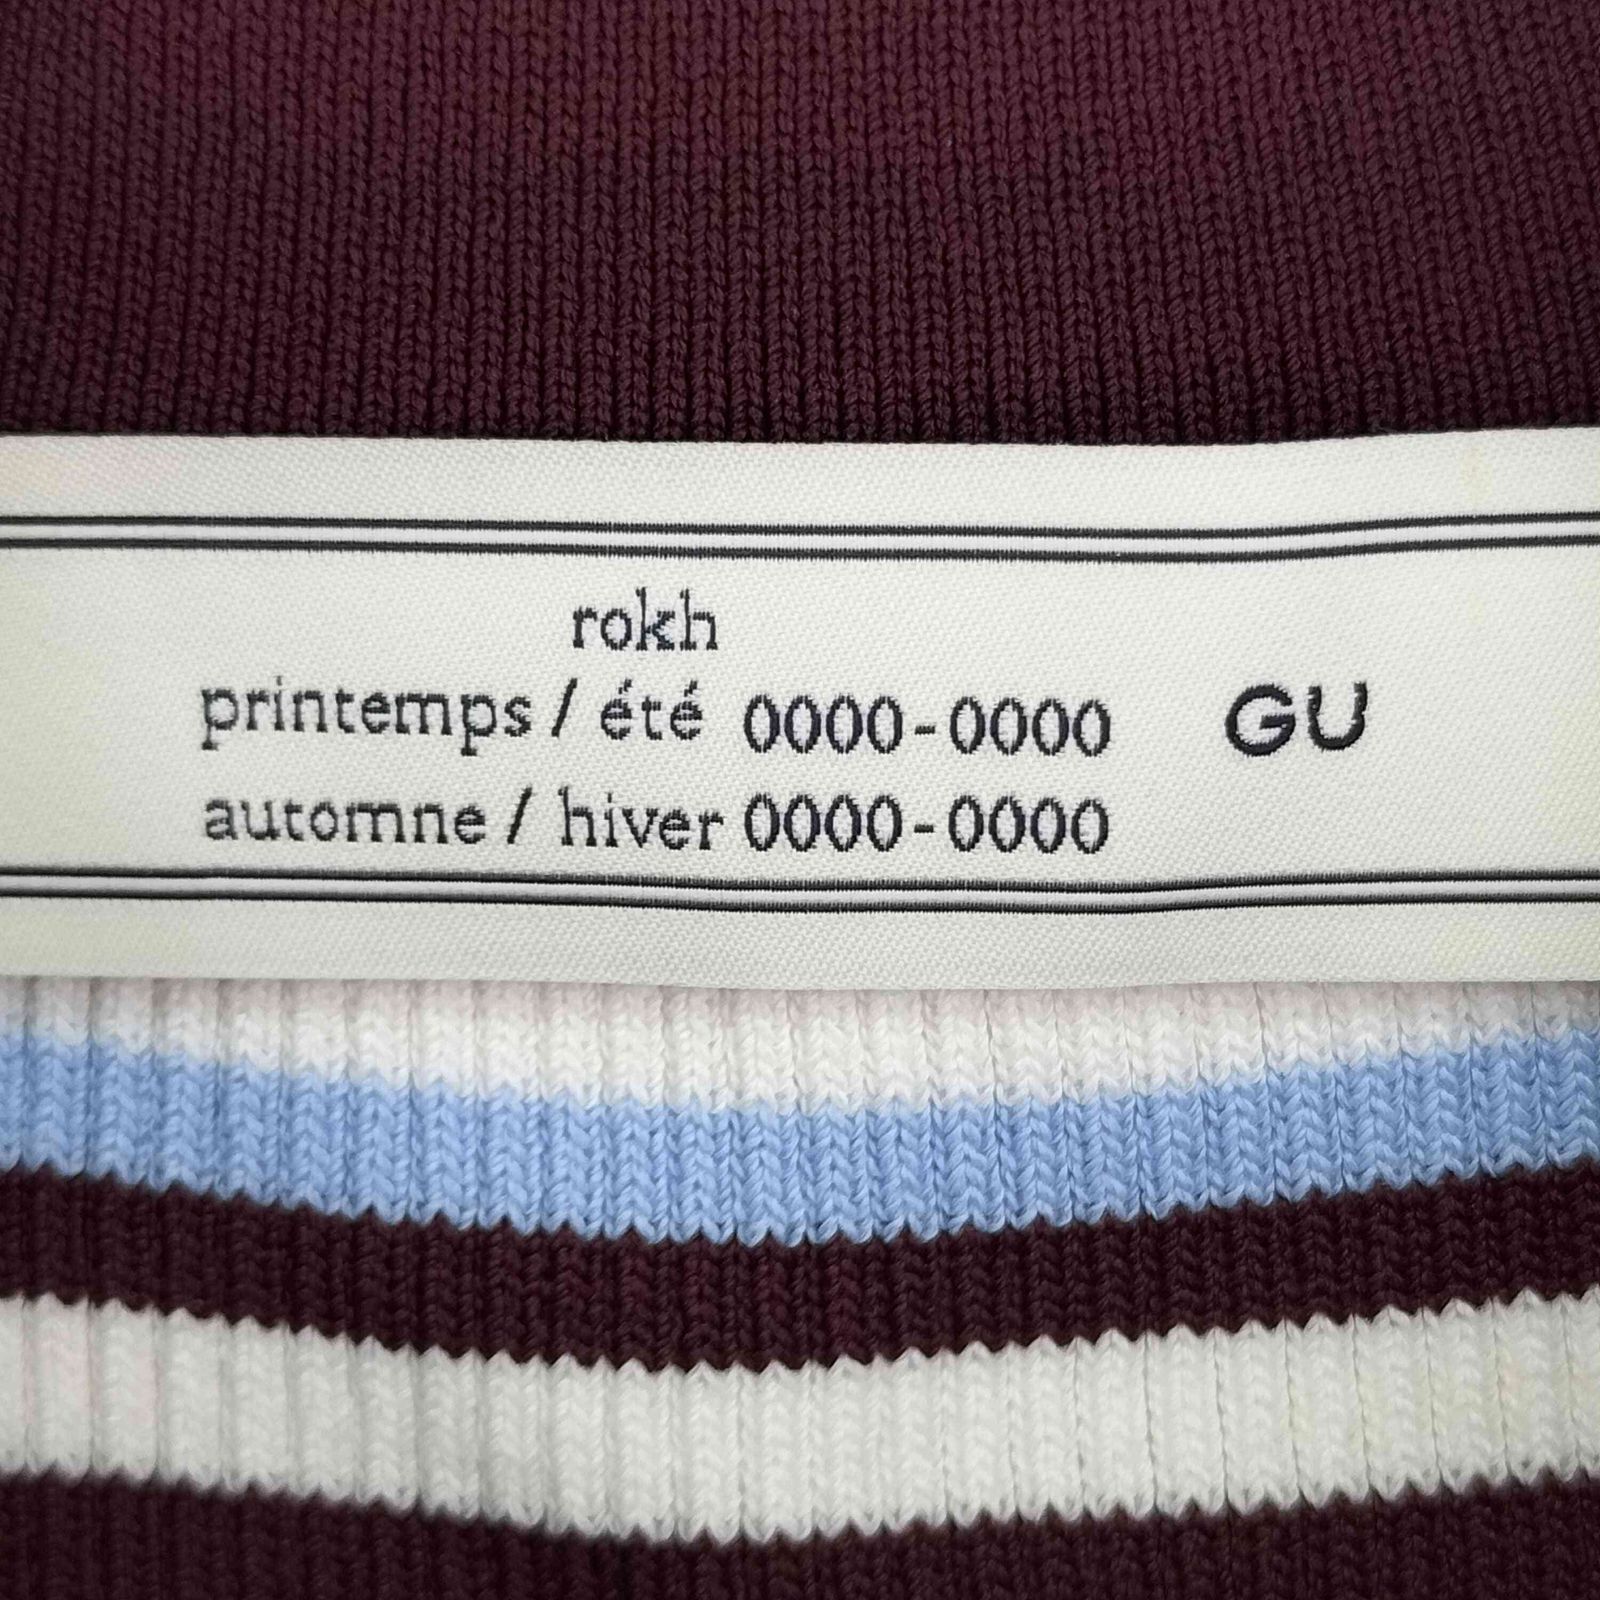 rokh
printemps / été 0000-0000 GU
automne / hiver 0000-0000